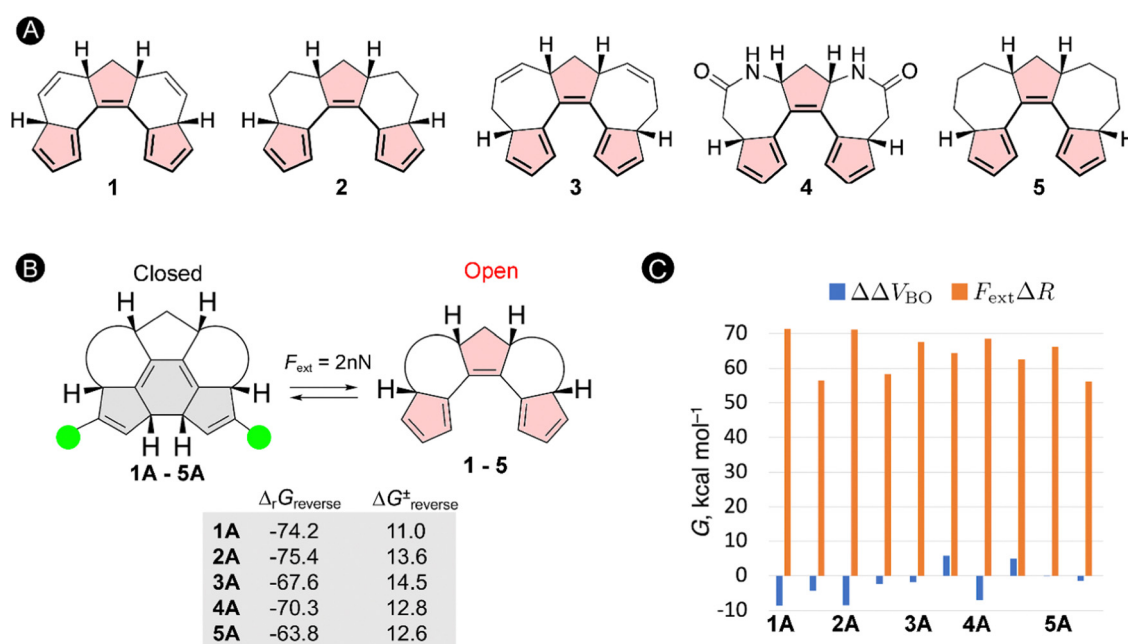 A
H H H H H H H H H H
N N
O O
H H H H H H H H H H
1 2 3 4 5
B
Closed Open
C
H H H H
F_ext = 2nN
H H H H
H H
1A - 5A 1 - 5
Δ_rG_reverse ΔG^±_reverse
1A -74.2 11.0
2A -75.4 13.6
3A -67.6 14.5
4A -70.3 12.8
5A -63.8 12.6
ΔΔV_BO F_extΔR
G, kcal mol⁻¹
70
60
50
40
30
20
10
0
-10
1A 2A 3A 4A 5A